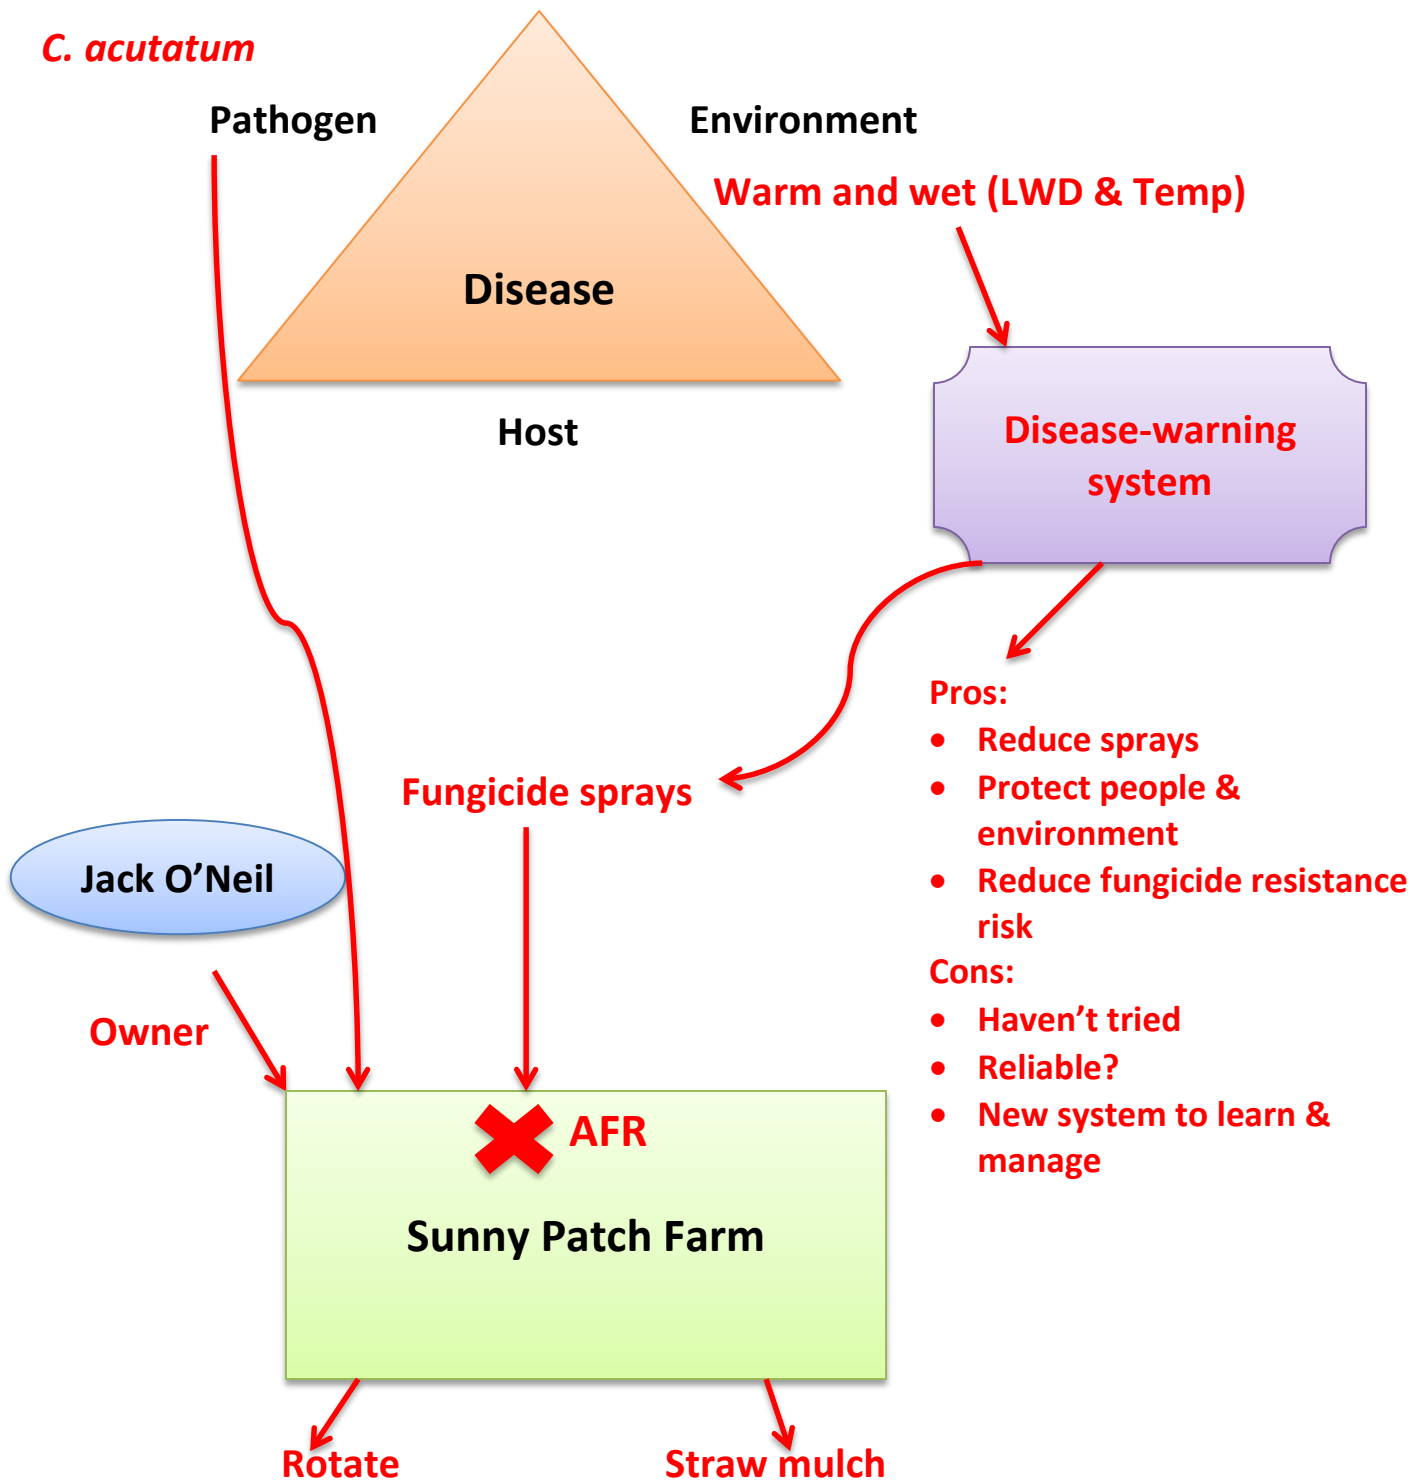 C. acutatum
Pathogen
Environment
Warm and wet (LWD & Temp)
Disease
Host
Disease-warning
system
Pros:
• Reduce sprays
• Protect people &
environment
• Reduce fungicide resistance
risk
Cons:
• Haven’t tried
• Reliable?
• New system to learn &
manage
Fungicide sprays
Jack O’Neil
Owner
AFR
Sunny Patch Farm
Rotate
Straw mulch